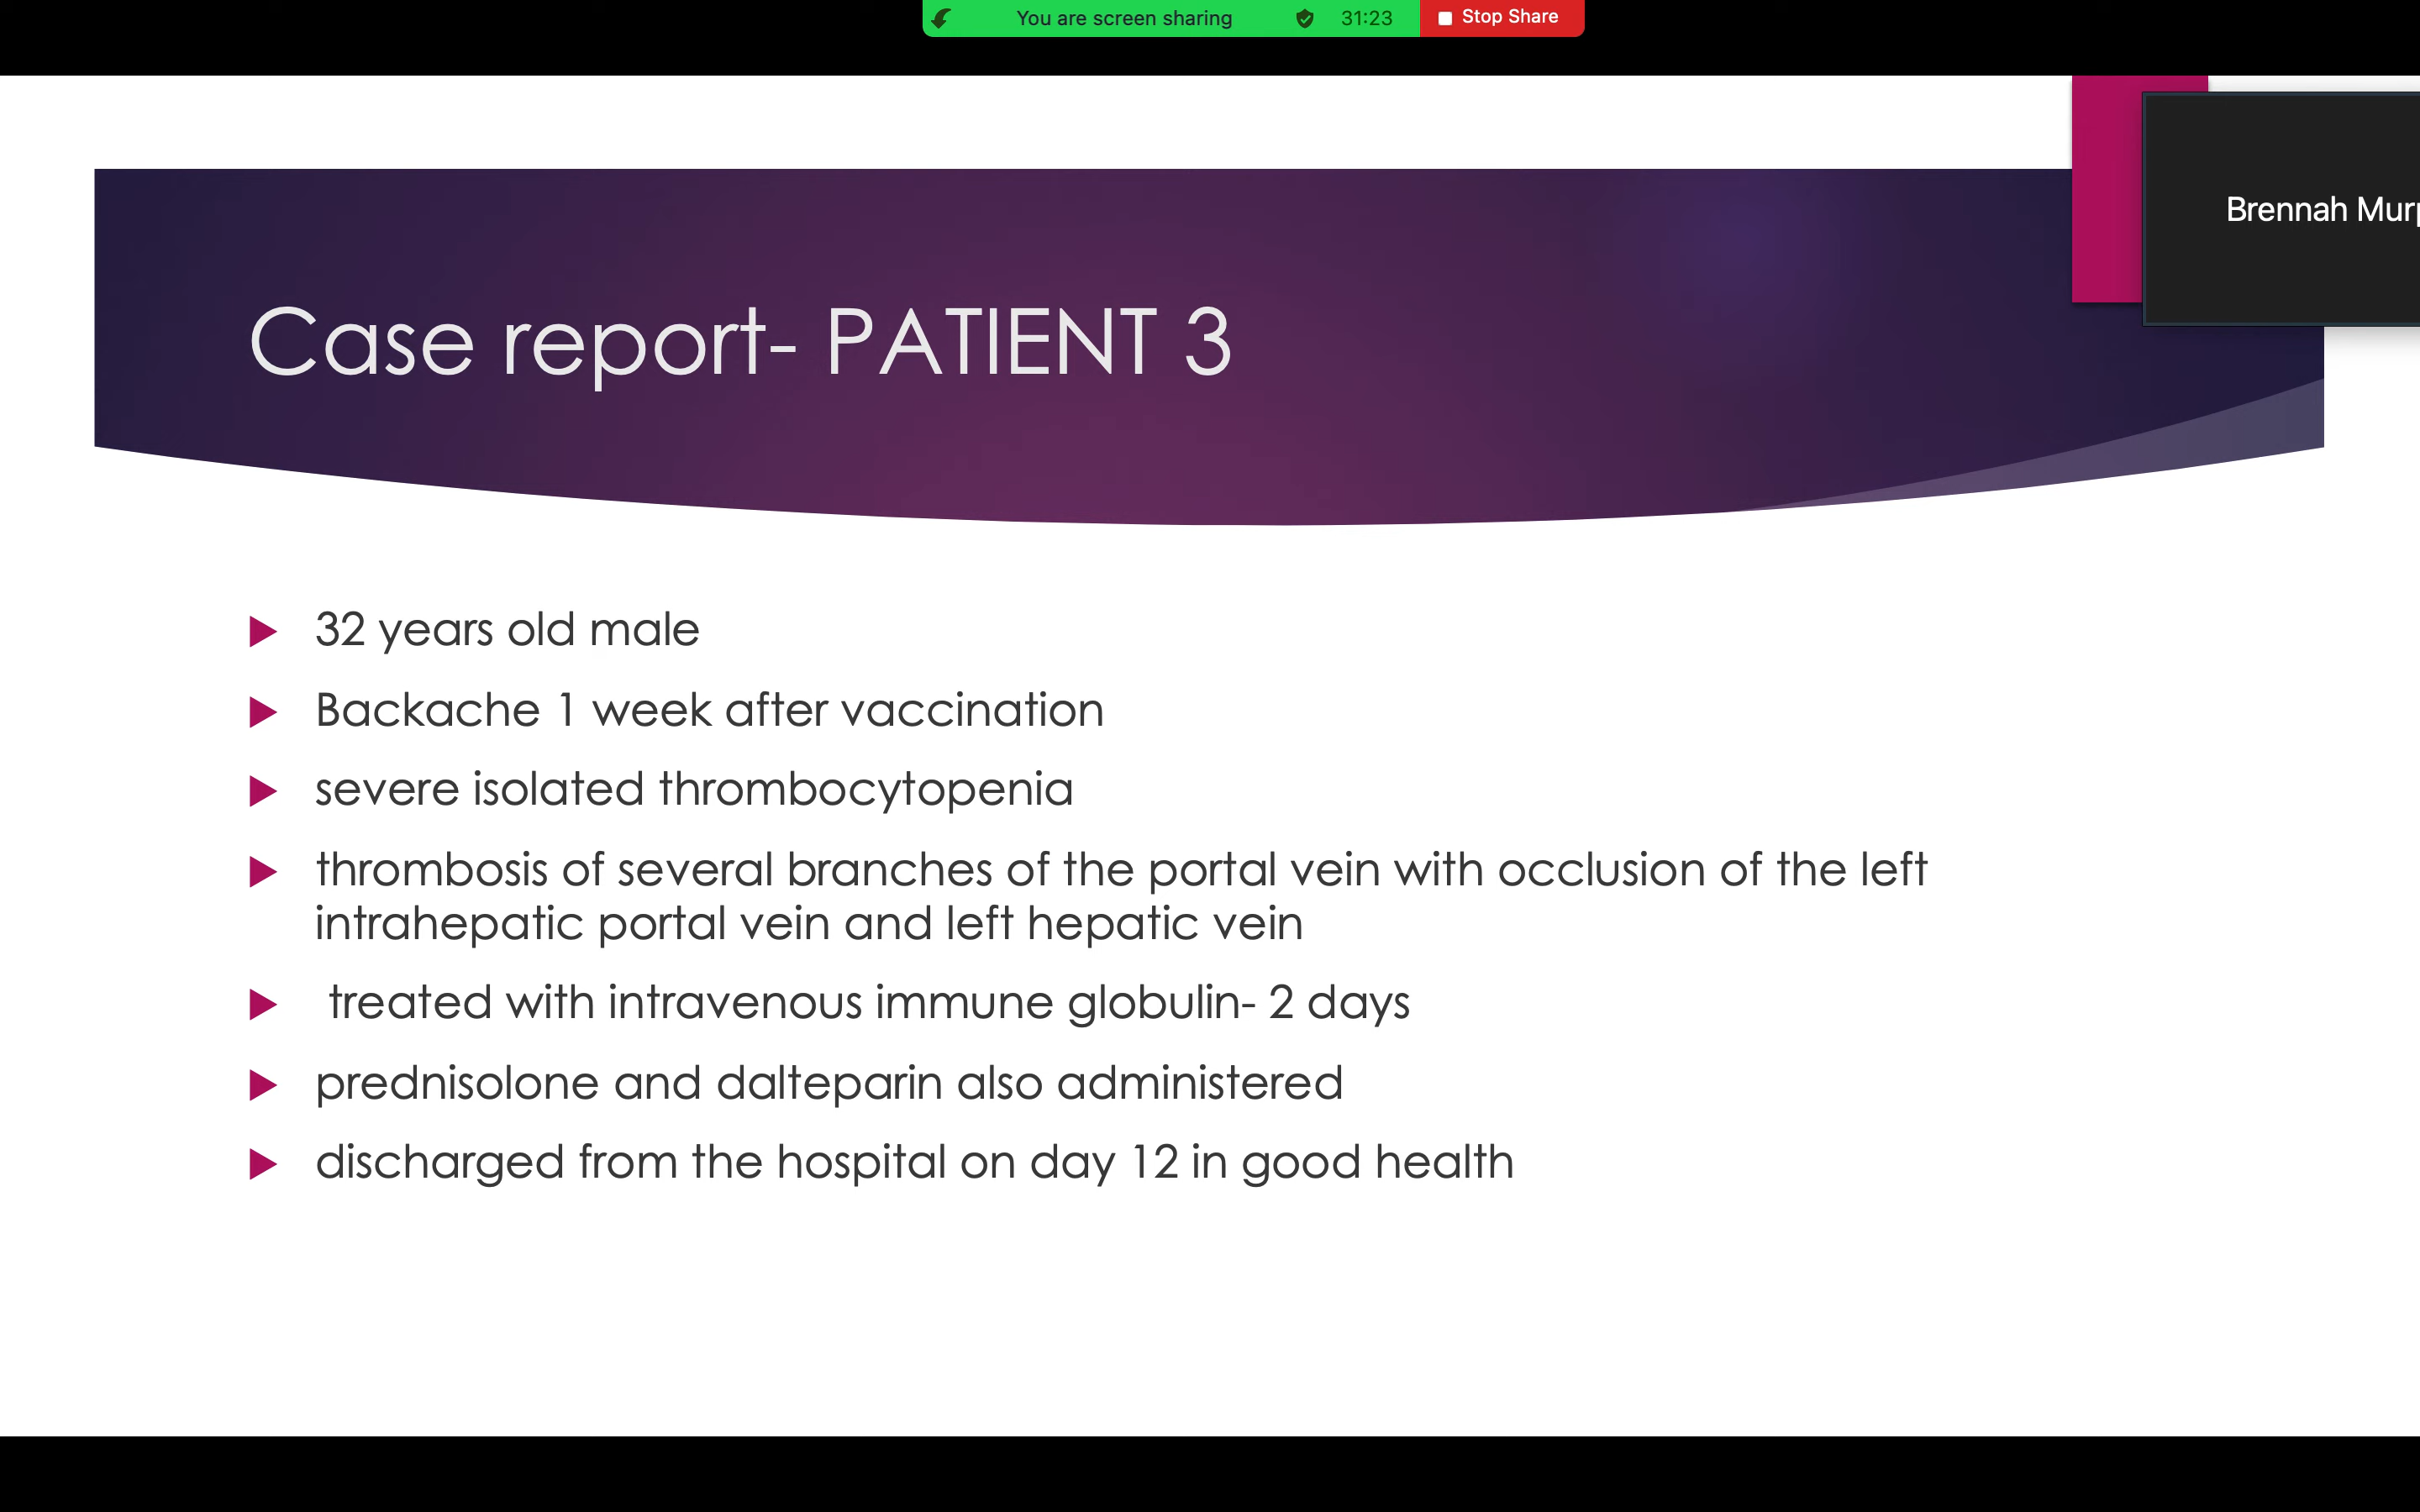 You are screen sharing 31:23 Stop Share
Brennah Mur
Case report- PATIENT 3
32 years old male
Backache 1 week after vaccination
severe isolated thrombocytopenia
thrombosis of several branches of the portal vein with occlusion of the left
intrahepatic portal vein and left hepatic vein
treated with intravenous immune globulin- 2 days
prednisolone and dalteparin also administered
discharged from the hospital on day 12 in good health